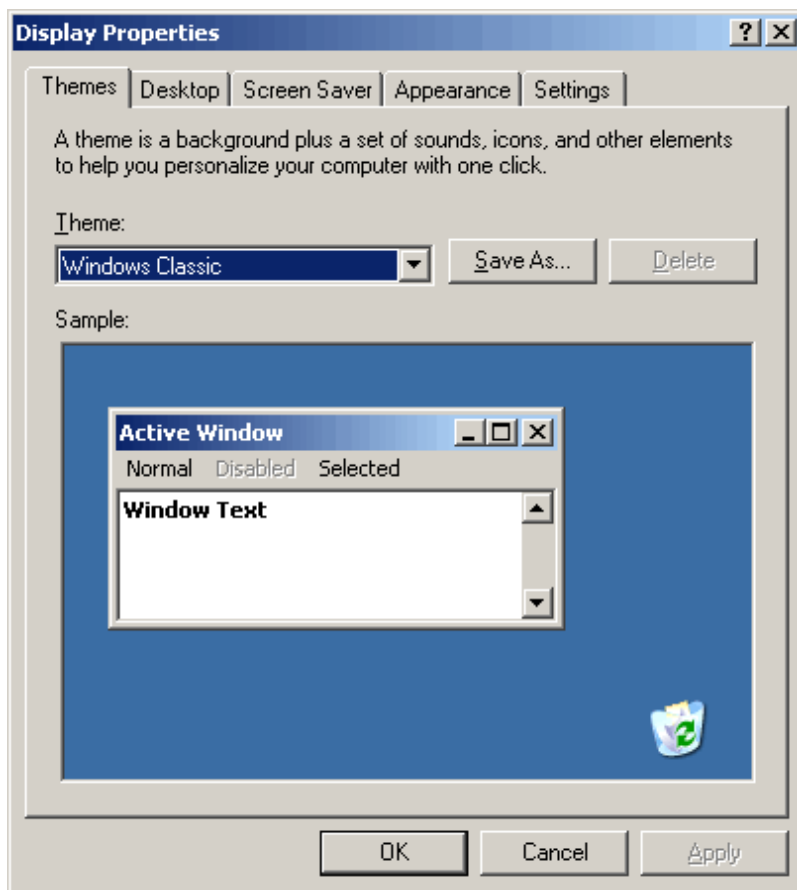 Display Properties
Themes Desktop Screen Saver Appearance Settings
A theme is a background plus a set of sounds, icons, and other elements
to help you personalize your computer with one click.
Theme:
Windows Classic Save As... Delete
Sample:
Active Window
Normal Disabled Selected
Window Text
OK Cancel Apply